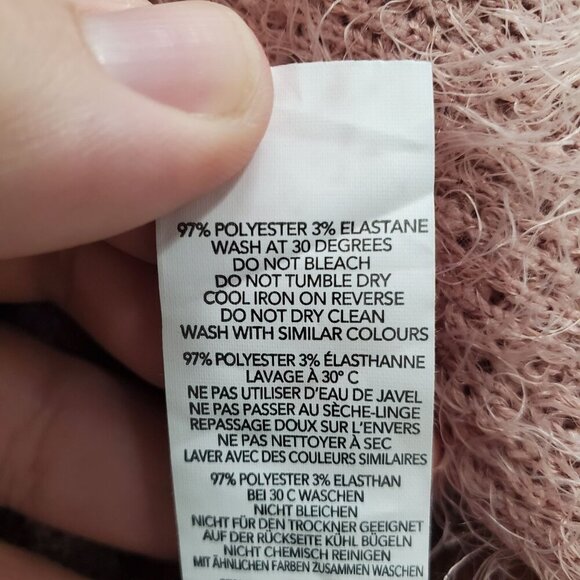 97% POLYESTER 3% ELASTANE
WASH AT 30 DEGREES
DO NOT BLEACH
DO NOT TUMBLE DRY
COOL IRON ON REVERSE
DO NOT DRY CLEAN
WASH WITH SIMILAR COLOURS
97% POLYESTER 3% ÉLASTHANNE
LAVAGE À 30° C
NE PAS UTILISER D'EAU DE JAVEL
NE PAS PASSER AU SÈCHE-LINGE
REPASSAGE DOUX SUR L'ENVERS
NE PAS NETTOYER À SEC
LAVER AVEC DES COULEURS SIMILAIRES
97% POLYESTER 3% ELASTHAN
BEI 30 C WASCHEN
NICHT BLEICHEN
NICHT FÜR DEN TROCKNER GEEIGNET
AUF DER RÜCKSEITE KÜHL BÜGELN
NICHT CHEMISCH REINIGEN
MIT ÄHNLICHEN FARBEN ZUSAMMEN WASCHEN